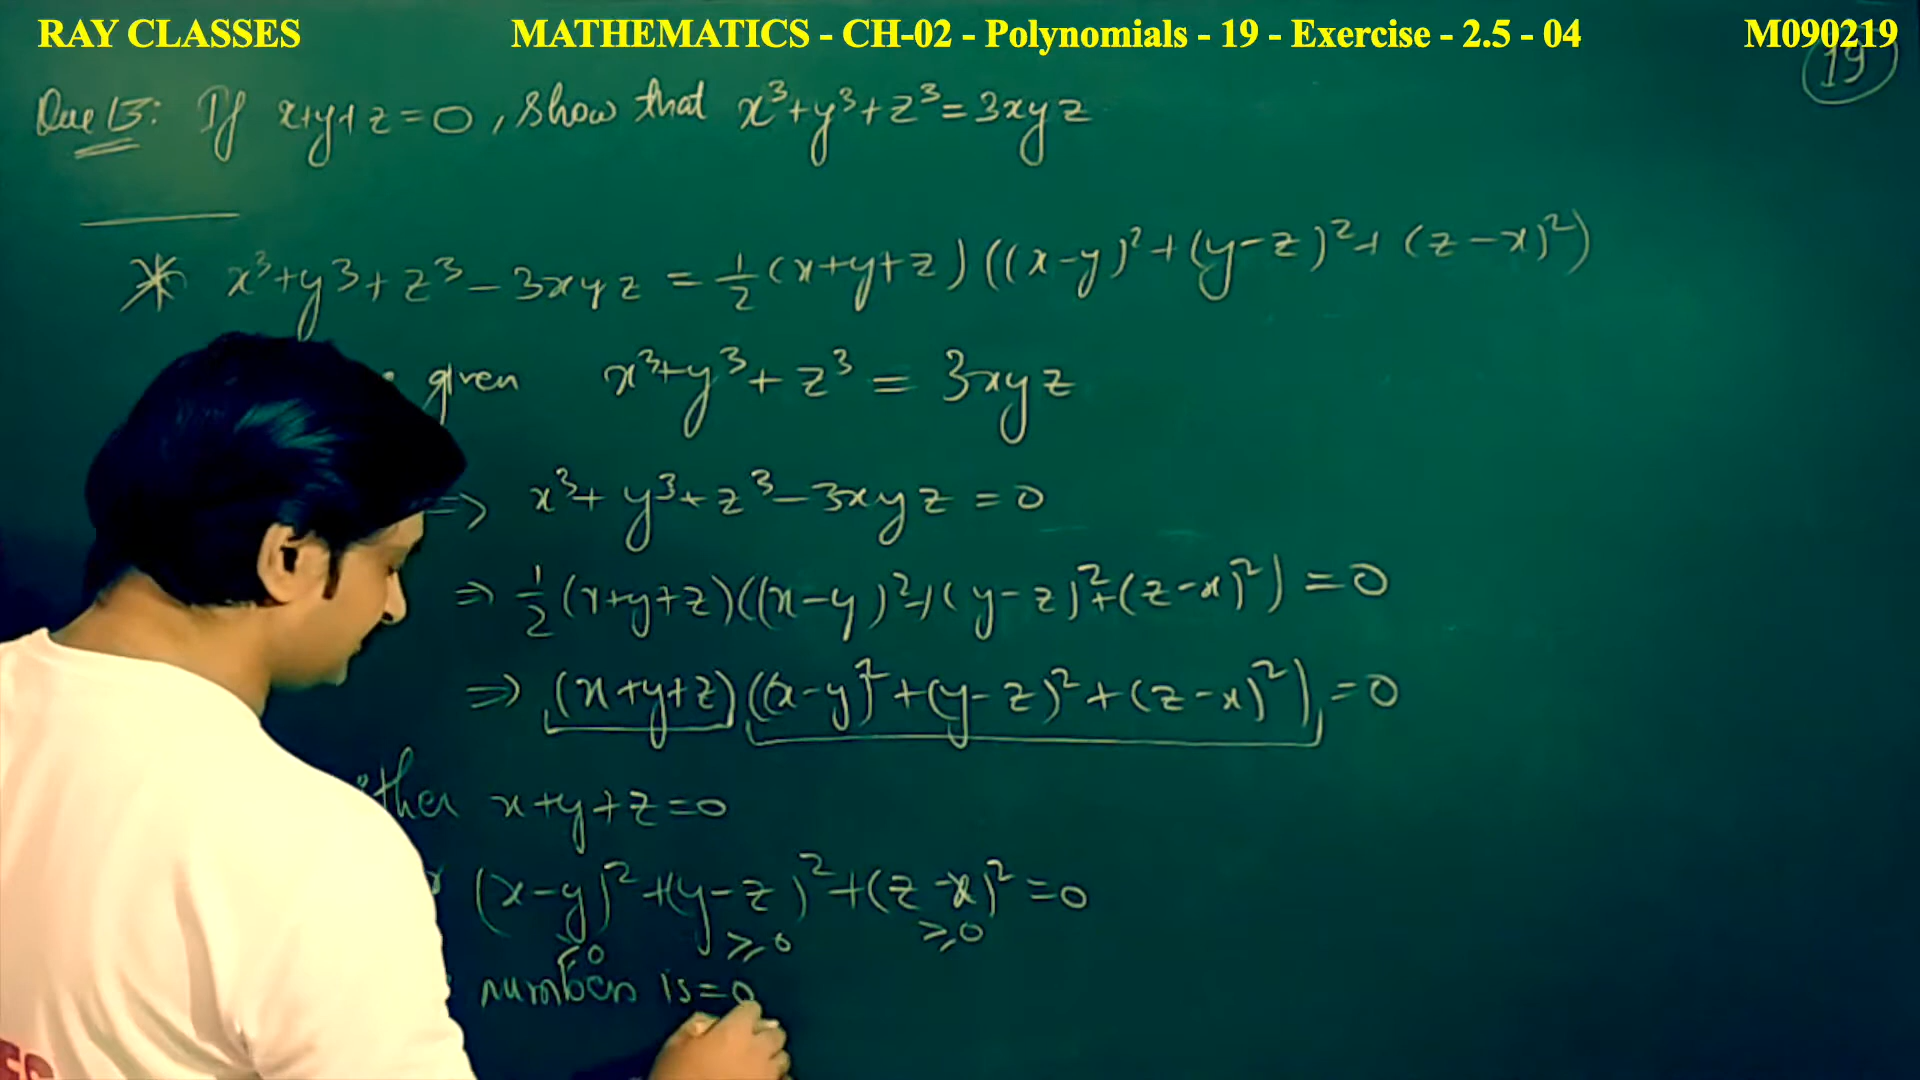 RAY CLASSES MATHEMATICS - CH-02 - Polynomials - 19 - Exercise - 2.5 - 04 M090219
19
Que 13: If x+y+z=0, show that x³+y³+z³=3xyz
* x³+y³+z³-3xyz = 1/2 (x+y+z) ((x-y)²+(y-z)²+(z-x)²)
given x³+y³+z³ = 3xyz
⇒ x³+y³+z³-3xyz = 0
⇒ 1/2 (x+y+z)((x-y)²+(y-z)²+(z-x)²) = 0
⇒ (x+y+z)((x-y)²+(y-z)²+(z-x)²) = 0
ither x+y+z=0
(x-y)²+(y-z)²+(z-x)²=0
≥0 ≥0 ≥0
numbers is=0